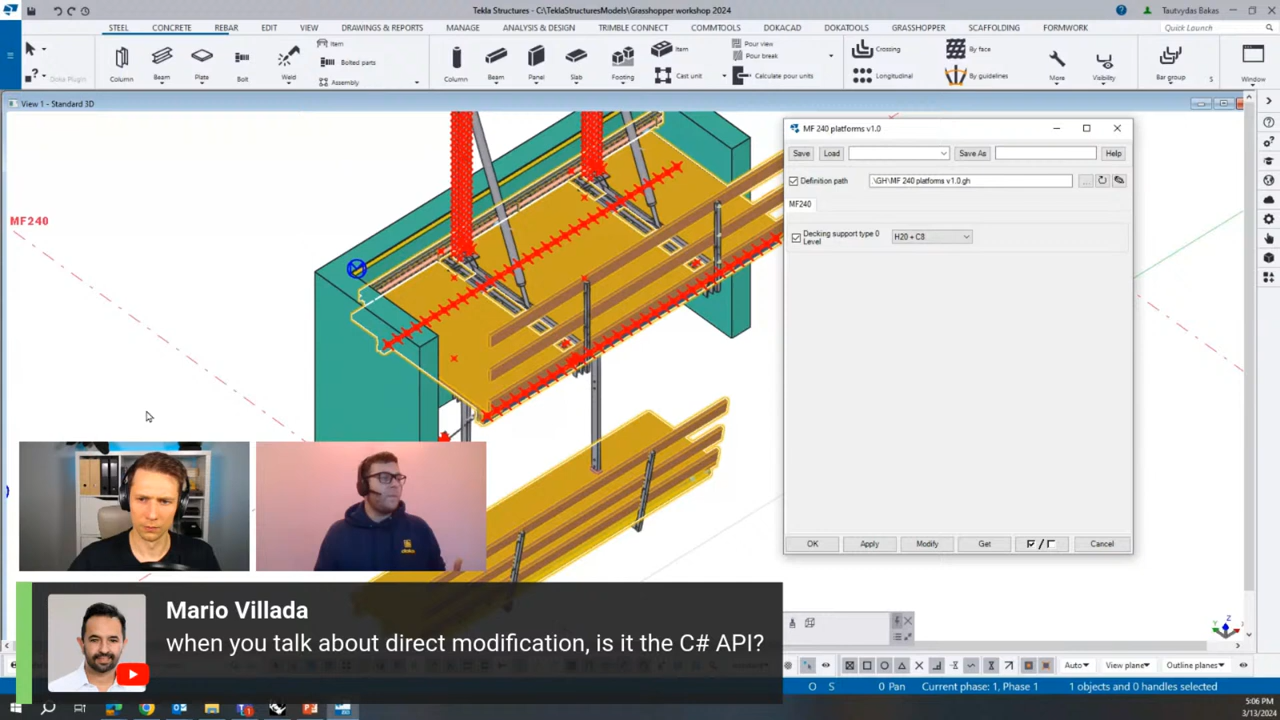 Tekla Structures - C:\TeklaStructuresModels\Grasshopper workshop 2024
Tautvydas Bakas
STEEL CONCRETE REBAR EDIT VIEW DRAWINGS & REPORTS MANAGE ANALYSIS & DESIGN TRIMBLE CONNECT COMMTOOLS DOKACAD DOKATOOLS GRASSHOPPER SCAFFOLDING FORMWORK Quick Launch
Doka Plugin
Column Beam Plate Bolt Weld
Item
Bolted parts
Assembly
Column Beam Panel Slab Footing
Item
Cast unit
Pour view
Pour break
Calculate pour units
Crossing
Longitudinal
By face
By guidelines
More Visibility Bar group S Window
View 1 - Standard 3D
MF240
MF 240 platforms v1.0
Save Load Save As Help
Definition path .\GH\MF 240 platforms v1.0.gh ...
MF240
Decking support type 0
Level
H20 + C8
OK Apply Modify Get / Cancel
doka
Mario Villada
when you talk about direct modification, is it the C# API?
Auto View plane Outline planes
O S 0 Pan Current phase: 1, Phase 1 1 objects and 0 handles selected
5:06 PM
3/13/2024